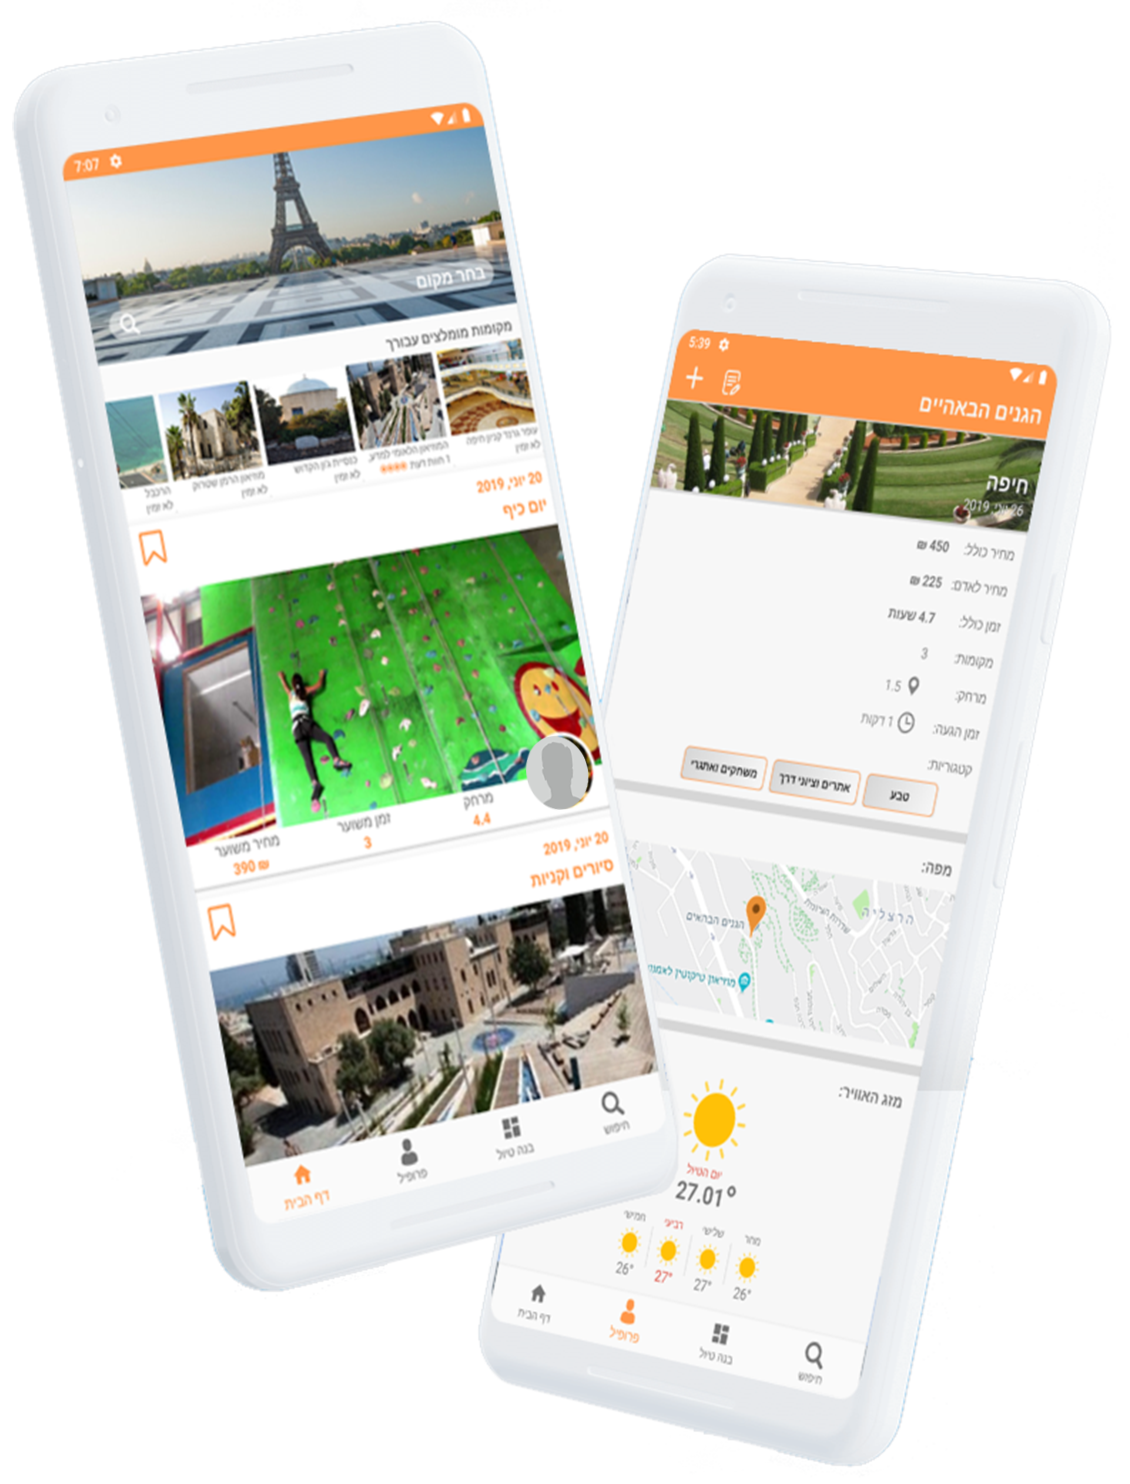 7:07
בחר מקום
מקומות מומלצים עבורך
עופר גרנד קניון חיפה
לא זמין
המוזיאון הלאומי למדע,
1 חוות דעת
כנסיית ג'ון הקדוש
לא זמין
מוזיאון הרמן שטרוק
לא זמין
הרכבל
לא זמין
20 יוני, 2019
יום כיף
מרחק
4.4
זמן משוער
3
מחיר משוער
390 ₪
20 יוני, 2019
סיורים וקניות
חיפוש
בנה טיול
פרופיל
דף הבית
5:39
הגנים הבאהיים
חיפה
26 יוני, 2019
מחיר כולל: 450 ₪
מחיר לאדם: 225 ₪
זמן כולל: 4.7 שעות
מקומות: 3
מרחק: 1.5
זמן הגעה: 1 דקות
קטגוריות:
טבע
אתרים וציוני דרך
משחקים ואתגרי
מפה:
הרצליה
הגנים הבהאים
מוזיאון טיקוטין לאמנו
מזג האוויר:
יום הטיול
27.01°
מחר
שלישי
רביעי
חמישי
26°
27°
27°
26°
חיפוש
בנה טיול
פרופיל
דף הבית